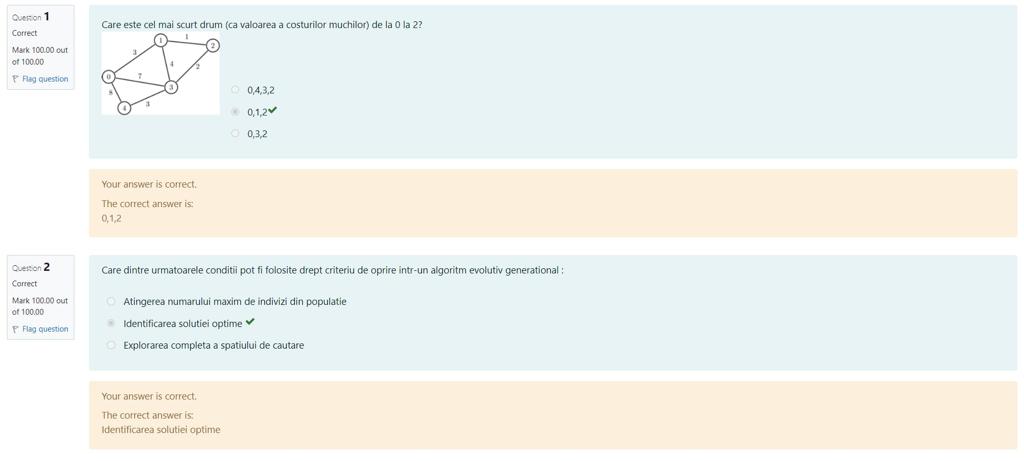 Question 1
Correct
Mark 100.00 out
of 100.00
Flag question
Care este cel mai scurt drum (ca valoarea a costurilor muchilor) de la 0 la 2?
1
1
2
3
4
2
0
7
3
8
3
4
0,4,3,2
0,1,2
0,3,2
Your answer is correct.
The correct answer is:
0,1,2
Question 2
Correct
Mark 100.00 out
of 100.00
Flag question
Care dintre urmatoarele conditii pot fi folosite drept criteriu de oprire intr-un algoritm evolutiv generational :
Atingerea numarului maxim de indivizi din populatie
Identificarea solutiei optime
Explorarea completa a spatiului de cautare
Your answer is correct.
The correct answer is:
Identificarea solutiei optime